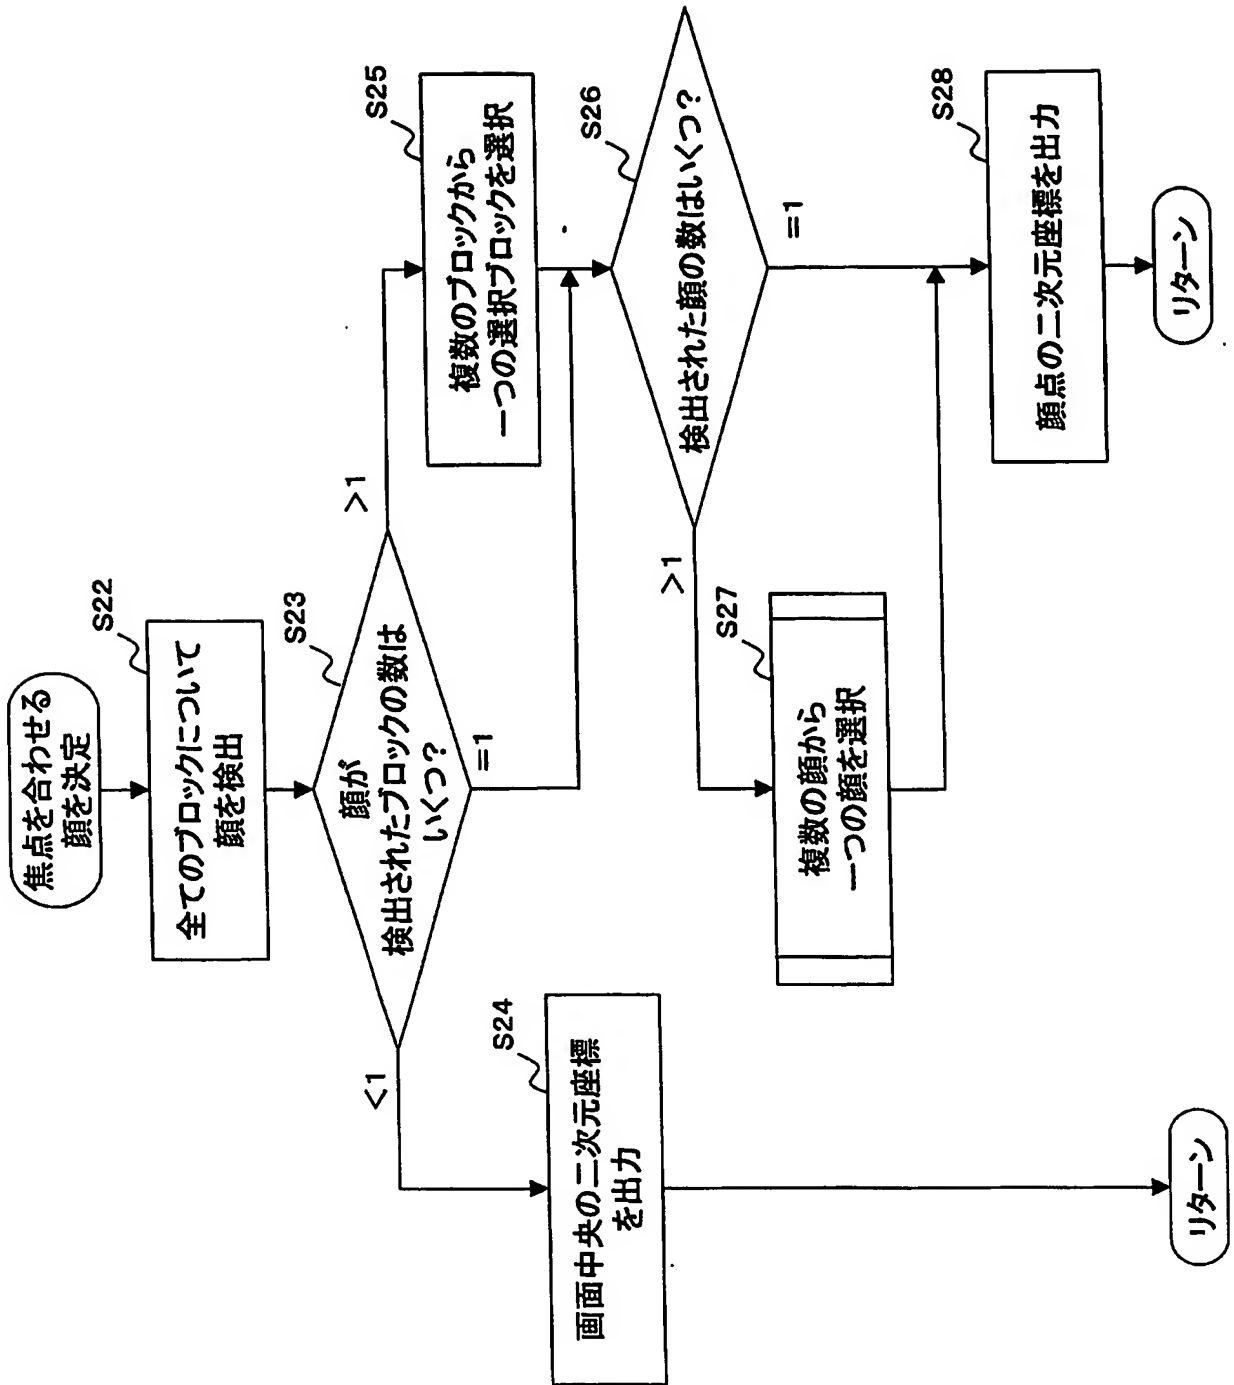 焦点を合わせる
顔を決定
S22
全てのブロックについて
顔を検出
S23
顔が
検出されたブロックの数は
いくつ？
<1
=1
>1
S24
画面中央の二次元座標
を出力
リターン
S25
複数のブロックから
一つの選択ブロックを選択
S26
検出された顔の数はいくつ？
>1
=1
S27
複数の顔から
一つの顔を選択
S28
顔点の二次元座標を出力
リターン